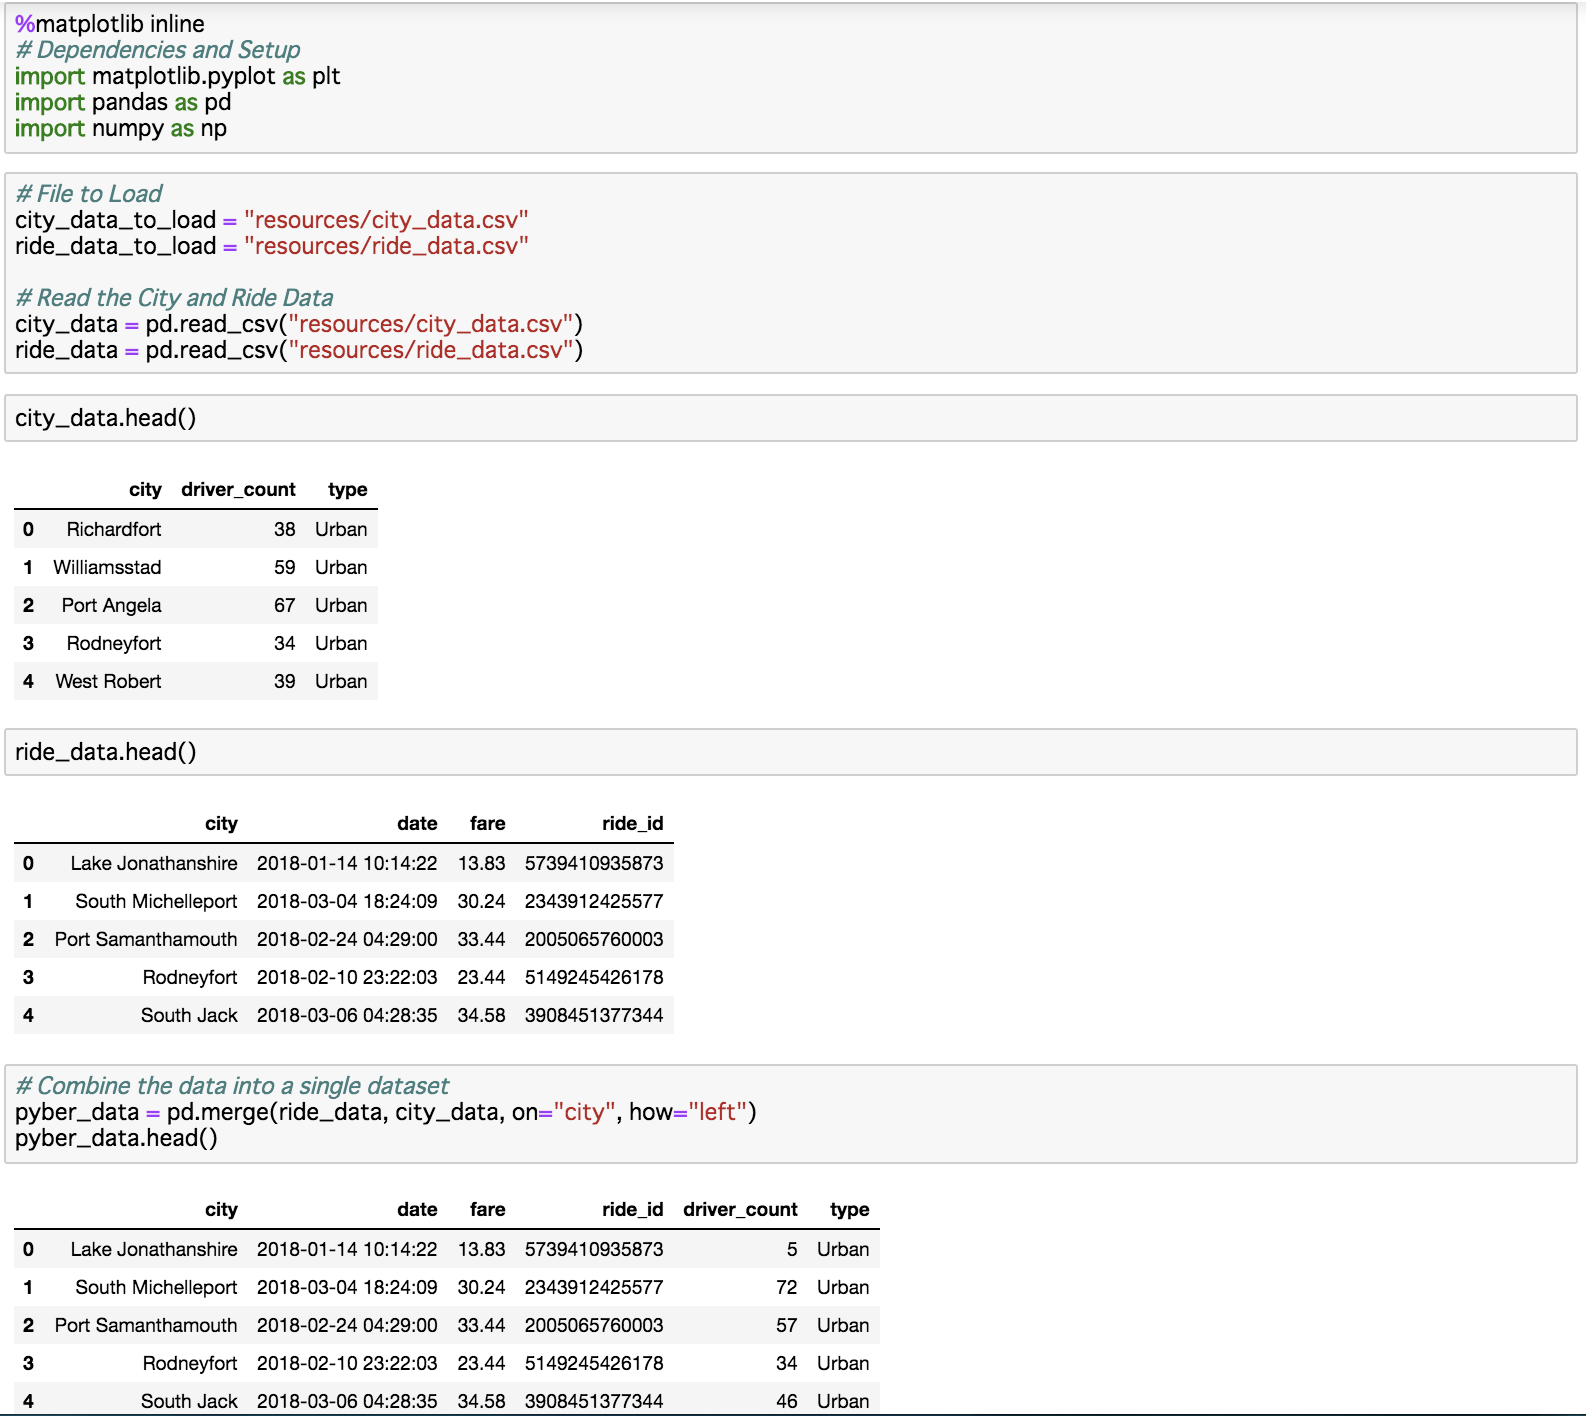 %matplotlib inline
# Dependencies and Setup
import matplotlib.pyplot as plt
import pandas as pd
import numpy as np
# File to Load
city_data_to_load = "resources/city_data.csv"
ride_data_to_load = "resources/ride_data.csv"
# Read the City and Ride Data
city_data = pd.read_csv("resources/city_data.csv")
ride_data = pd.read_csv("resources/ride_data.csv")
city_data.head()
city driver_count type
0 Richardfort 38 Urban
1 Williamsstad 59 Urban
2 Port Angela 67 Urban
3 Rodneyfort 34 Urban
4 West Robert 39 Urban
ride_data.head()
city date fare ride_id
0 Lake Jonathanshire 2018-01-14 10:14:22 13.83 5739410935873
1 South Michelleport 2018-03-04 18:24:09 30.24 2343912425577
2 Port Samanthamouth 2018-02-24 04:29:00 33.44 2005065760003
3 Rodneyfort 2018-02-10 23:22:03 23.44 5149245426178
4 South Jack 2018-03-06 04:28:35 34.58 3908451377344
# Combine the data into a single dataset
pyber_data = pd.merge(ride_data, city_data, on="city", how="left")
pyber_data.head()
city date fare ride_id driver_count type
0 Lake Jonathanshire 2018-01-14 10:14:22 13.83 5739410935873 5 Urban
1 South Michelleport 2018-03-04 18:24:09 30.24 2343912425577 72 Urban
2 Port Samanthamouth 2018-02-24 04:29:00 33.44 2005065760003 57 Urban
3 Rodneyfort 2018-02-10 23:22:03 23.44 5149245426178 34 Urban
4 South Jack 2018-03-06 04:28:35 34.58 3908451377344 46 Urban